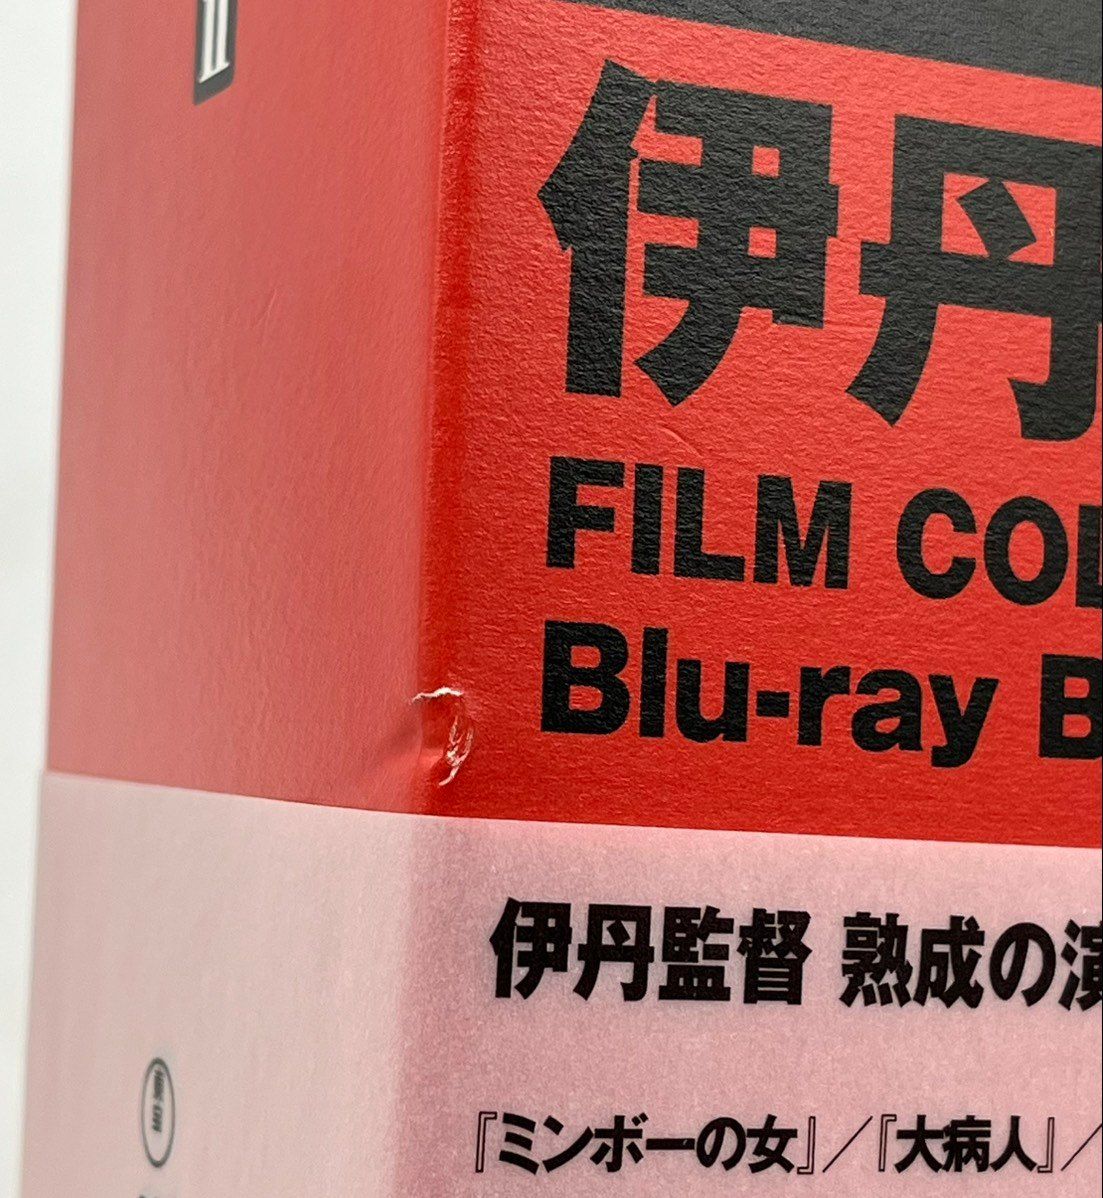 II
伊丹
FILM COL
Blu-ray B
伊丹監督 熟成の演
『ミンボーの女』／『大病人』／